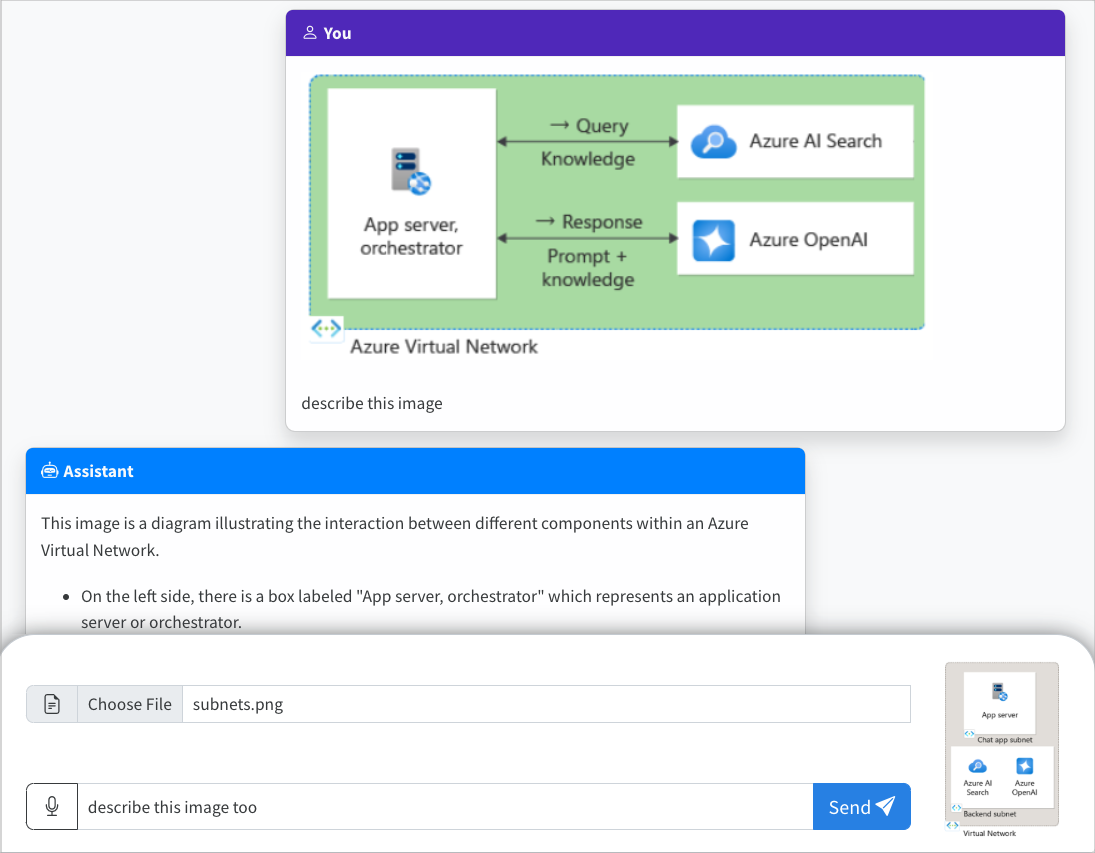 You
→ Query
Knowledge
Azure AI Search
App server,
orchestrator
→ Response
Prompt +
knowledge
Azure OpenAI
Azure Virtual Network
describe this image
Assistant
This image is a diagram illustrating the interaction between different components within an Azure
Virtual Network.
• On the left side, there is a box labeled "App server, orchestrator" which represents an application
server or orchestrator.
Choose File
subnets.png
describe this image too
Send
App server
Chat app subnet
Azure AI
Search
Azure
OpenAI
Backend subnet
Virtual Network